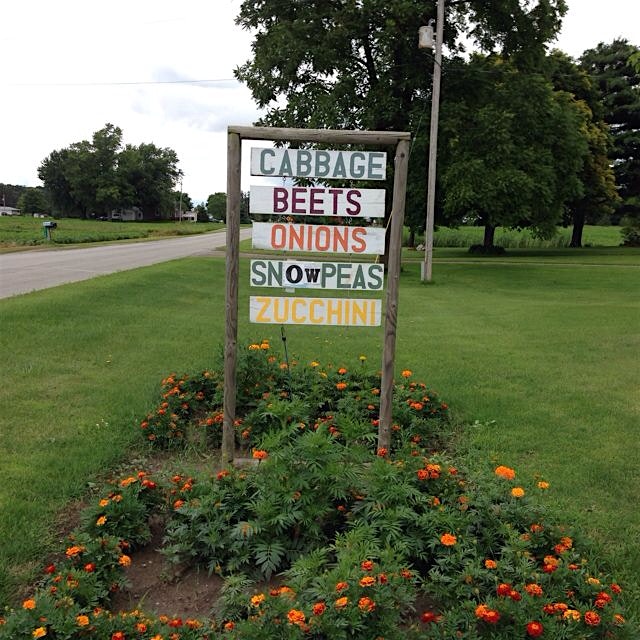 CABBAGE
BEETS
ONIONS
SNOWPEAS
ZUCCHINI